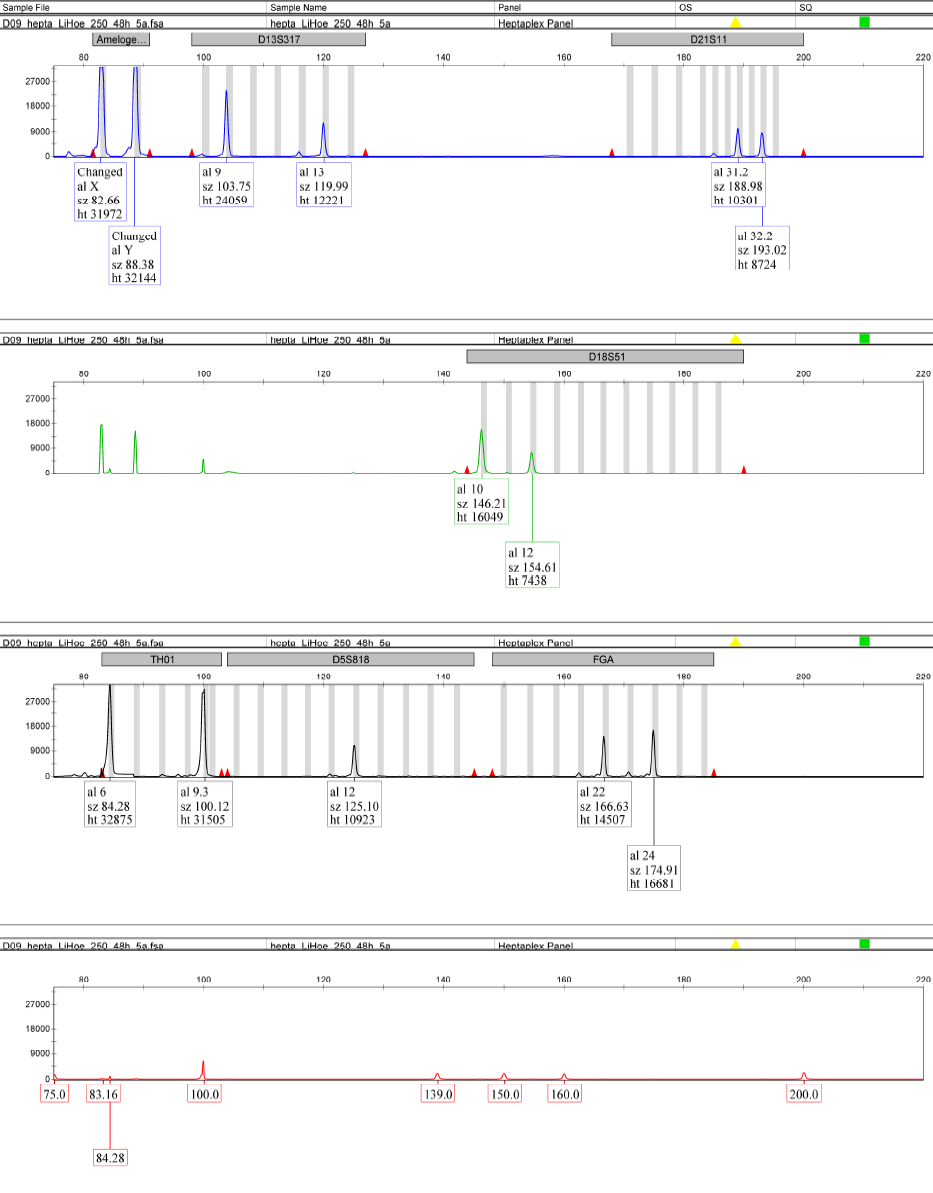 Sample File Sample Name Panel OS SQ
D09_hepta_LiHoe_250_48h_5a.fsa hepta_LiHoe_250_48h_5a Heptaplex Panel
Ameloge... D13S317 D21S11
80 100 120 140 160 180 200 220
27000
18000
9000
0
Changed
al X
sz 82.66
ht 31972
al 9
sz 103.75
ht 24059
al 13
sz 119.99
ht 12221
al 31.2
sz 188.98
ht 10301
Changed
al Y
sz 88.38
ht 32144
al 32.2
sz 193.02
ht 8724
D09_hepta_LiHoe_250_48h_5a.fsa hepta_LiHoe_250_48h_5a Heptaplex Panel
D18S51
80 100 120 140 160 180 200 220
27000
18000
9000
0
al 10
sz 146.21
ht 16049
al 12
sz 154.61
ht 7438
D09_hepta_LiHoe_250_48h_5a.fsa hepta_LiHoe_250_48h_5a Heptaplex Panel
TH01 D5S818 FGA
80 100 120 140 160 180 200 220
27000
18000
9000
0
al 6
sz 84.28
ht 32875
al 9.3
sz 100.12
ht 31505
al 12
sz 125.10
ht 10923
al 22
sz 166.63
ht 14507
al 24
sz 174.91
ht 16681
D09_hepta_LiHoe_250_48h_5a.fsa hepta_LiHoe_250_48h_5a Heptaplex Panel
80 100 120 140 160 180 200 220
27000
18000
9000
0
75.0 83.16 100.0 139.0 150.0 160.0 200.0
84.28